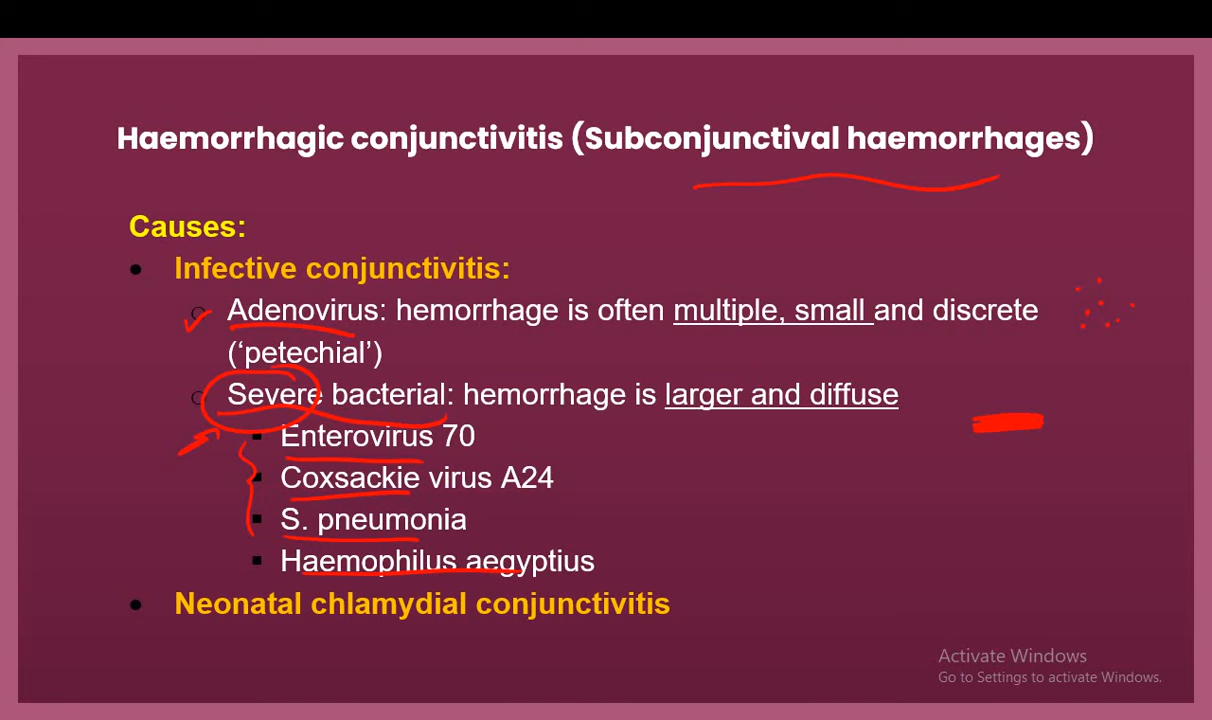 Haemorrhagic conjunctivitis (Subconjunctival haemorrhages)
Causes:
● Infective conjunctivitis:
○ Adenovirus: hemorrhage is often multiple, small and discrete
(‘petechial’)
○ Severe bacterial: hemorrhage is larger and diffuse
▪ Enterovirus 70
▪ Coxsackie virus A24
▪ S. pneumonia
▪ Haemophilus aegyptius
● Neonatal chlamydial conjunctivitis
Activate Windows
Go to Settings to activate Windows.